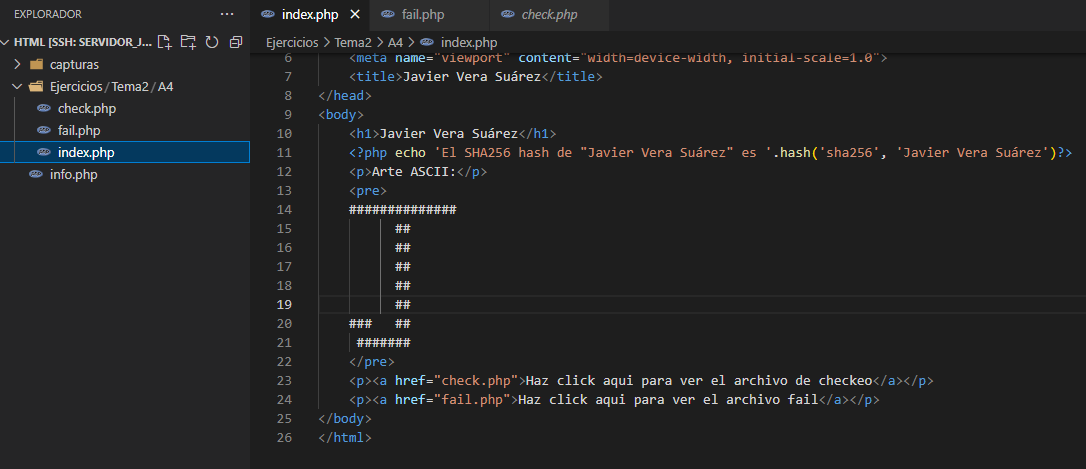 EXPLORADOR
HTML [SSH: SERVIDOR_J...
capturas
Ejercicios/Tema2/A4
check.php
fail.php
index.php
info.php
index.php fail.php check.php
Ejercicios > Tema2 > A4 > index.php
6 <meta name="viewport" content="width=device-width, initial-scale=1.0">
7 <title>Javier Vera Suárez</title>
8 </head>
9 <body>
10 <h1>Javier Vera Suárez</h1>
11 <?php echo 'El SHA256 hash de "Javier Vera Suárez" es '.hash('sha256', 'Javier Vera Suárez')?>
12 <p>Arte ASCII:</p>
13 <pre>
14 ##############
15 ##
16 ##
17 ##
18 ##
19 ##
20 ###   ##
21 #######
22 </pre>
23 <p><a href="check.php">Haz click aqui para ver el archivo de checkeo</a></p>
24 <p><a href="fail.php">Haz click aqui para ver el archivo fail</a></p>
25 </body>
26 </html>